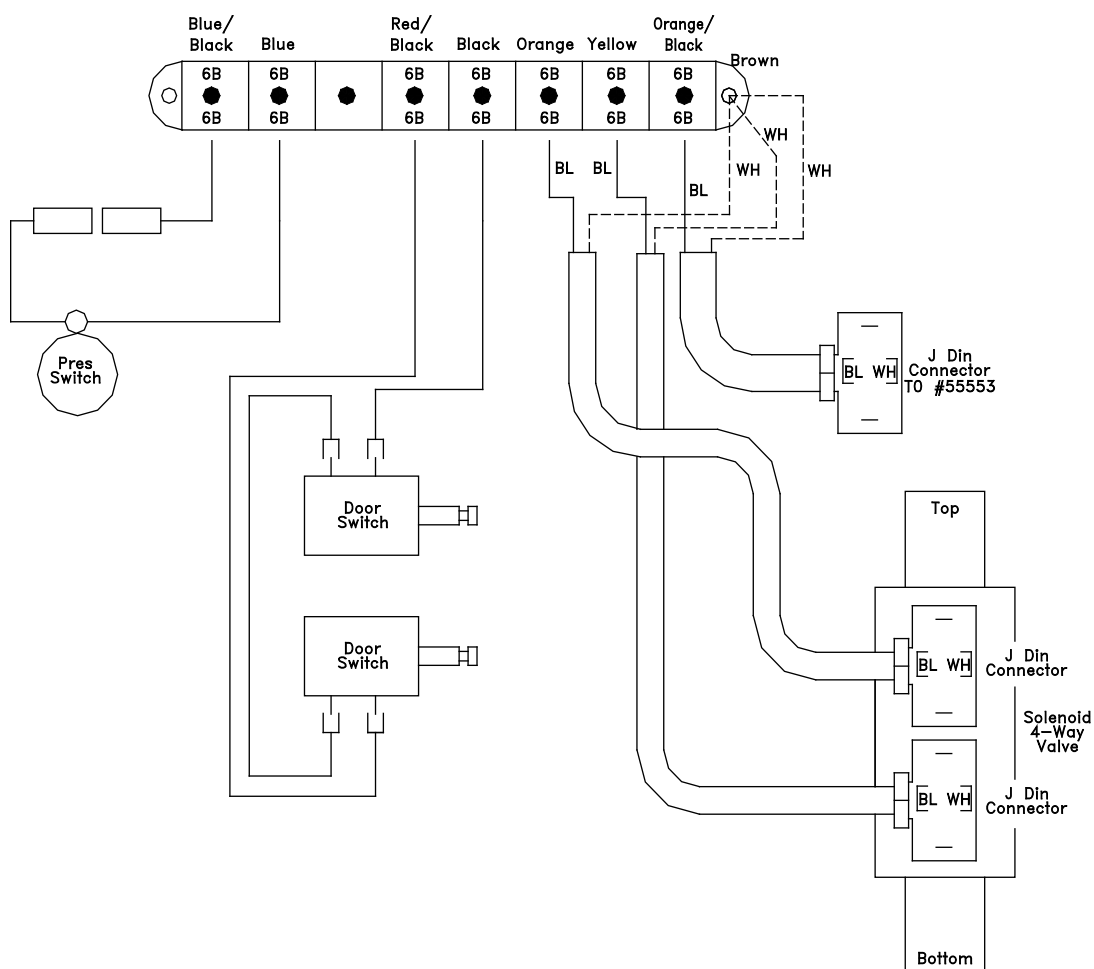 Blue/
Black
Blue
Red/
Black
Black
Orange
Yellow
Orange/
Black
Brown
6B
6B
6B
6B
6B
6B
6B
6B
6B
6B
6B
6B
6B
6B
WH
BL
BL
WH
WH
BL
Pres
Switch
J Din
Connector
TO #55553
BL WH
Door
Switch
Top
Door
Switch
BL WH
J Din
Connector
Solenoid
4-Way
Valve
BL WH
J Din
Connector
Bottom